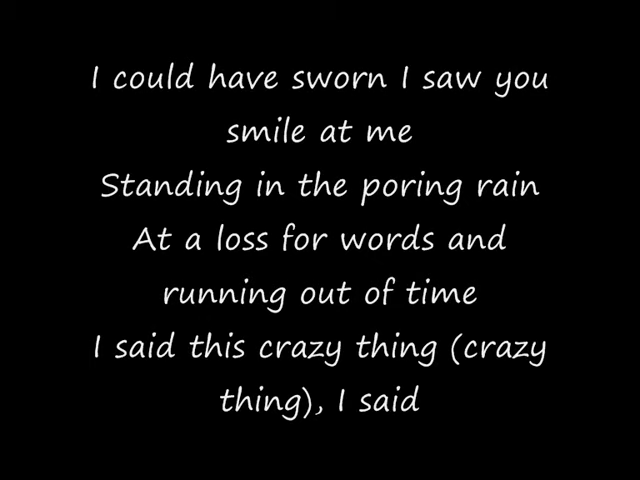 I could have sworn I saw you
smile at me
Standing in the poring rain
At a loss for words and
running out of time
I said this crazy thing (crazy
thing), I said